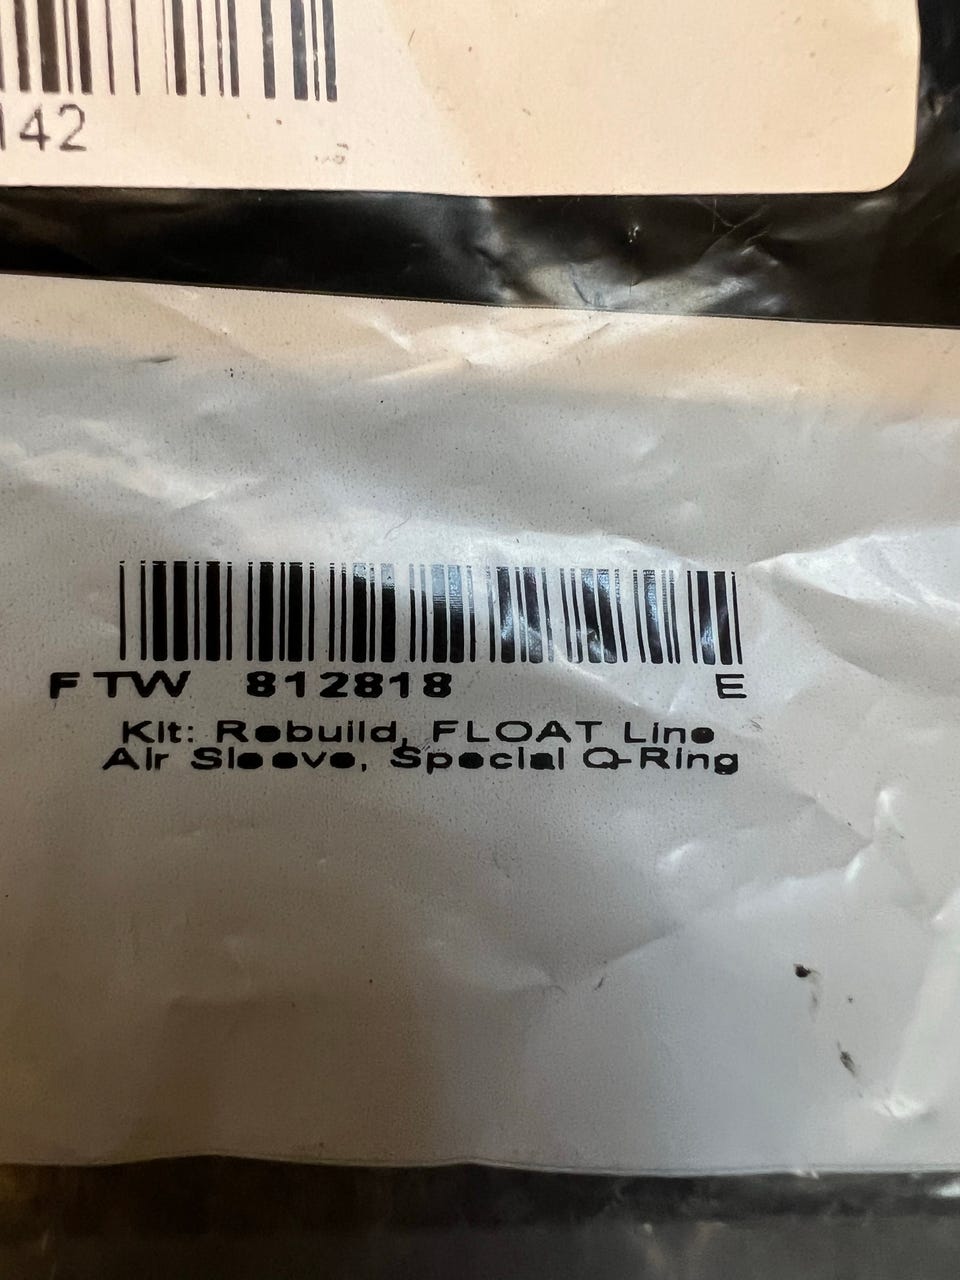 142
FTW 812818 E
Kit: Rebuild, FLOAT Line
Air Sleeve, Special Q-Ring